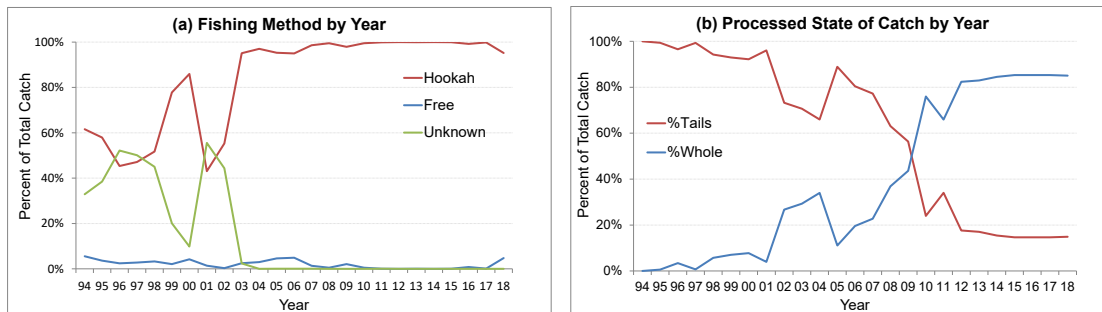 (a) Fishing Method by Year
100%
80%
60%
40%
20%
0%
Percent of Total Catch
Hookah
Free
Unknown
94 95 96 97 98 99 00 01 02 03 04 05 06 07 08 09 10 11 12 13 14 15 16 17 18
Year
(b) Processed State of Catch by Year
100%
80%
60%
40%
20%
0%
Percent of Total Catch
%Tails
%Whole
94 95 96 97 98 99 00 01 02 03 04 05 06 07 08 09 10 11 12 13 14 15 16 17 18
Year